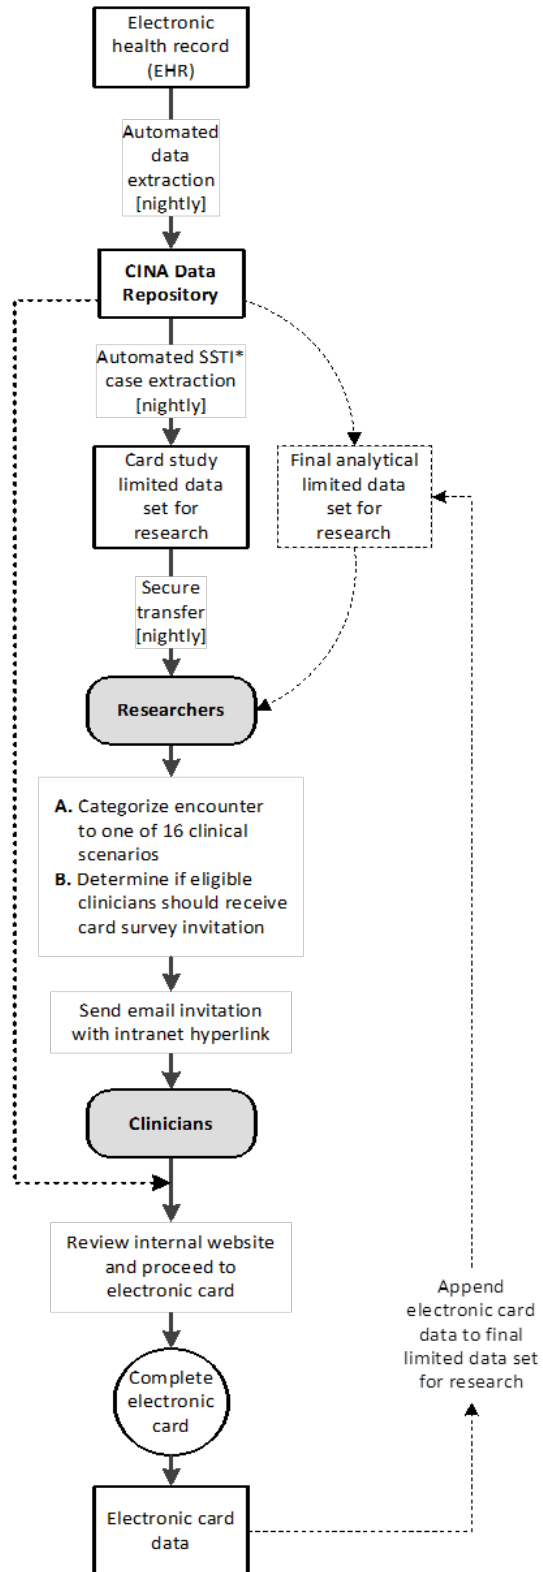 Electronic
health record
(EHR)
Automated
data
extraction
[nightly]
CINA Data
Repository
Automated SSTI*
case extraction
[nightly]
Card study
limited data
set for
research
Final analytical
limited data
set for
research
Secure
transfer
[nightly]
Researchers
A. Categorize encounter
to one of 16 clinical
scenarios
B. Determine if eligible
clinicians should receive
card survey invitation
Send email invitation
with intranet hyperlink
Clinicians
Review internal website
and proceed to
electronic card
Append
electronic card
data to final
limited data set
for research
Complete
electronic
card
Electronic card
data